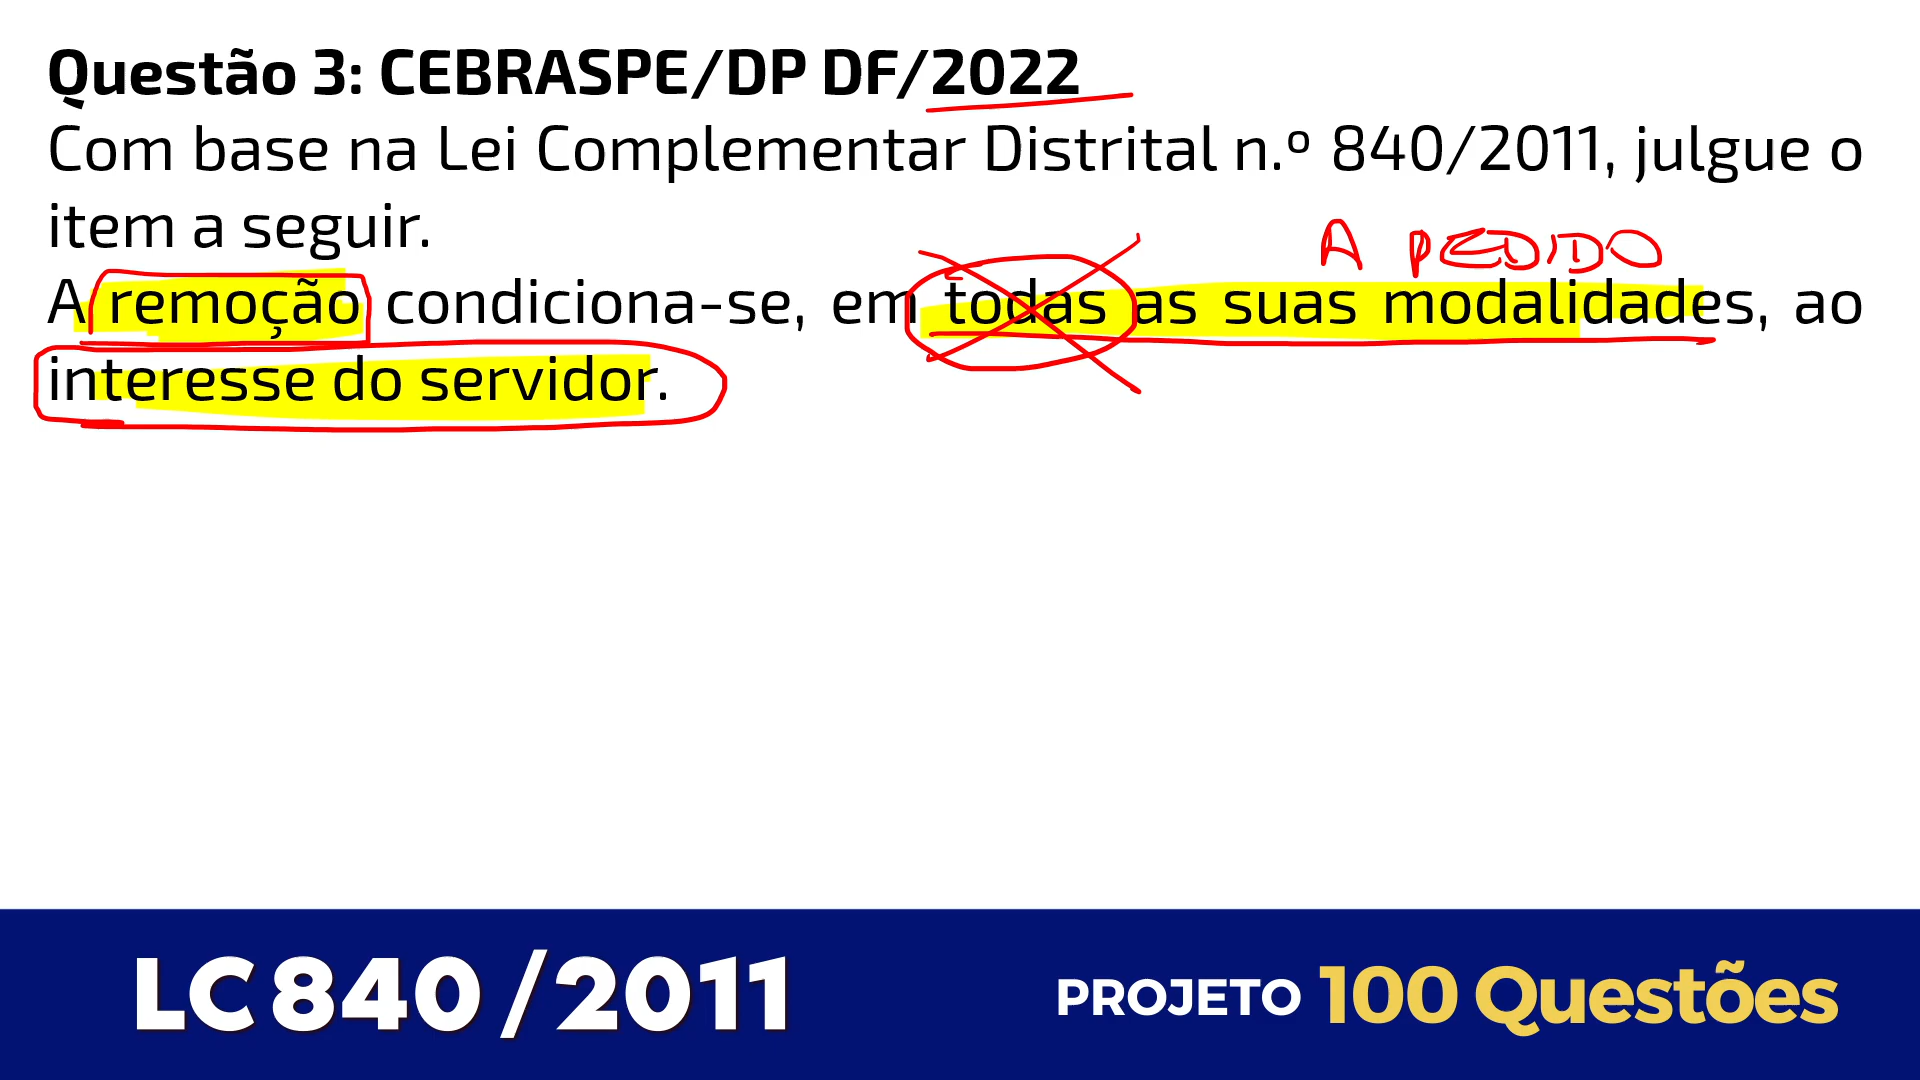 Questão 3: CEBRASPE/DP DF/2022
Com base na Lei Complementar Distrital n.º 840/2011, julgue o
item a seguir.
A PEDIDO
A remoção condiciona-se, em todas as suas modalidades, ao
interesse do servidor.
LC 840 /2011
PROJETO 100 Questões